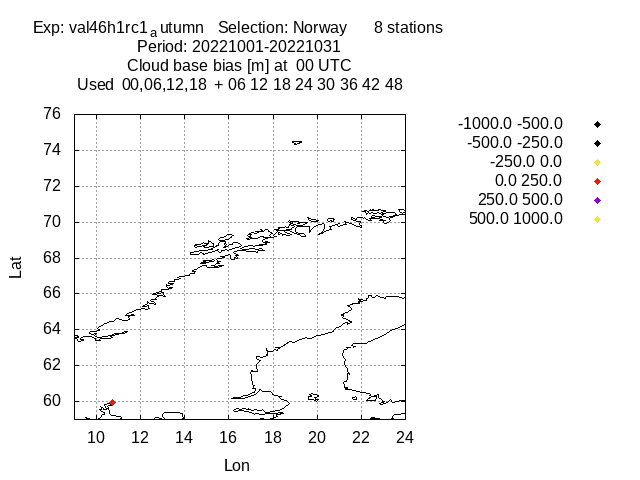 Exp: val46h1rc1_autumn   Selection: Norway      8 stations
Period: 20221001-20221031
Cloud base bias [m] at  00 UTC
Used  00,06,12,18  + 06 12 18 24 30 36 42 48
76
74
72
70
68
66
64
62
60
Lat
10 12 14 16 18 20 22 24
Lon
-1000.0 -500.0
-500.0 -250.0
-250.0 0.0
0.0 250.0
250.0 500.0
500.0 1000.0